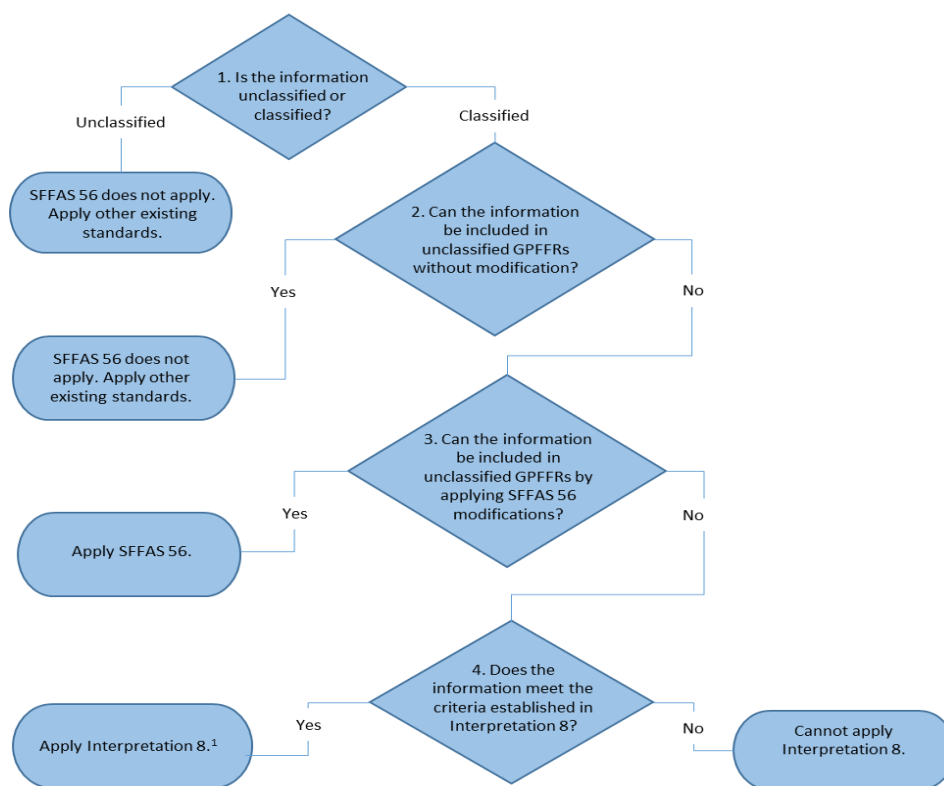 1. Is the information
unclassified or
classified?
Unclassified
Classified
SFFAS 56 does not apply.
Apply other existing
standards.
2. Can the information
be included in
unclassified GPFFRs
without modification?
Yes
No
SFFAS 56 does not
apply. Apply other
existing standards.
3. Can the information
be included in
unclassified GPFFRs by
applying SFFAS 56
modifications?
Yes
No
Apply SFFAS 56.
4. Does the
information meet the
criteria established in
Interpretation 8?
Yes
No
Apply Interpretation 8.¹
Cannot apply
Interpretation 8.